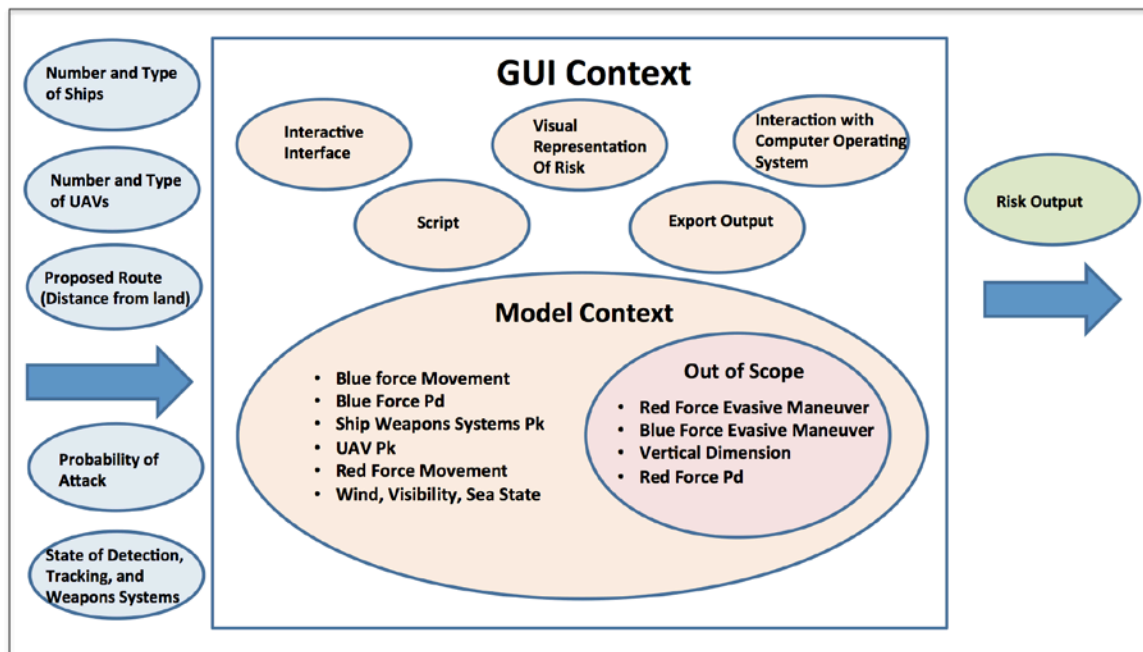 Number and Type
of Ships
Number and Type
of UAVs
Proposed Route
(Distance from land)
Probability of
Attack
State of Detection,
Tracking, and
Weapons Systems
GUI Context
Interactive
Interface
Visual
Representation
Of Risk
Interaction with
Computer Operating
System
Script
Export Output
Model Context
• Blue force Movement
• Blue Force Pd
• Ship Weapons Systems Pk
• UAV Pk
• Red Force Movement
• Wind, Visibility, Sea State
Out of Scope
• Red Force Evasive Maneuver
• Blue Force Evasive Maneuver
• Vertical Dimension
• Red Force Pd
Risk Output